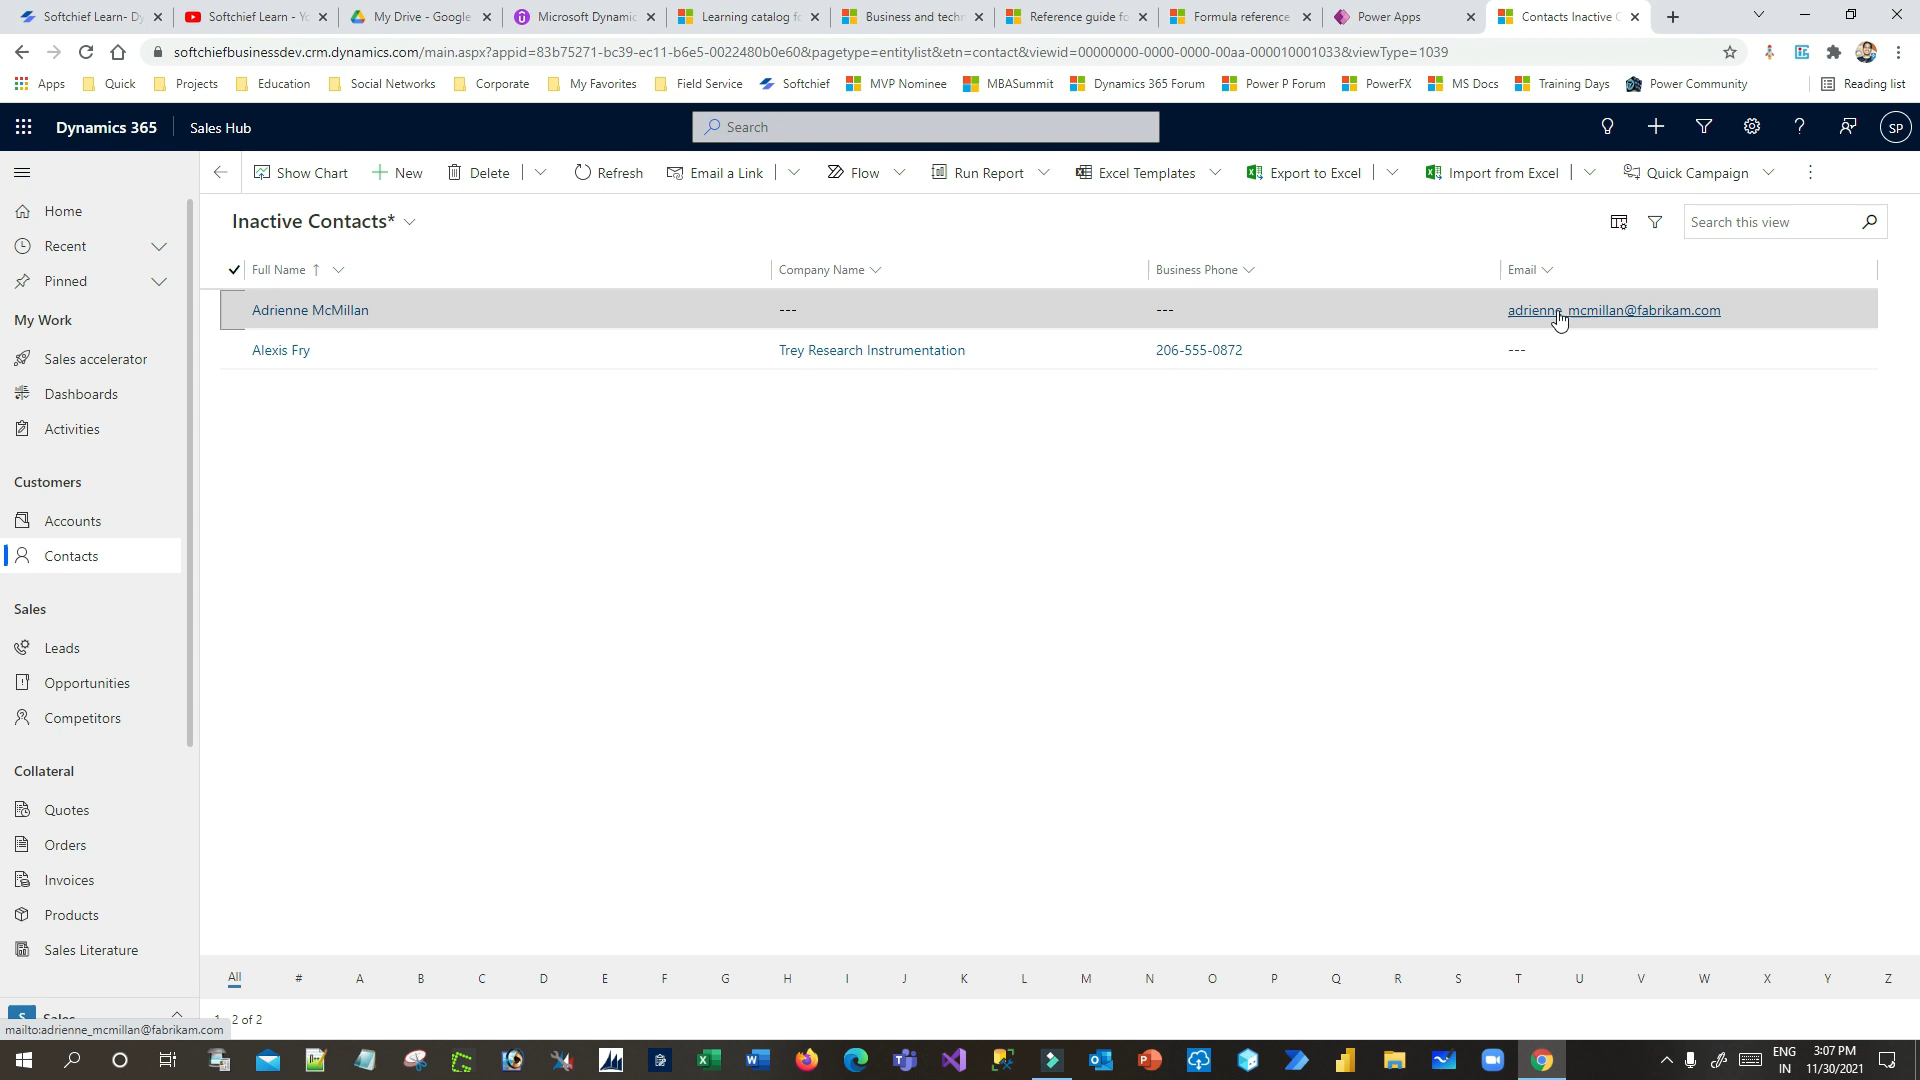 Softchief Learn- Dy
Softchief Learn - Yo
My Drive - Google
Microsoft Dynamic
Learning catalog fo
Business and techn
Reference guide fo
Formula reference
Power Apps
Contacts Inactive C
softchiefbusinessdev.crm.dynamics.com/main.aspx?appid=83b75271-bc39-ec11-b6e5-0022480b0e60&pagetype=entitylist&etn=contact&viewid=00000000-0000-0000-00aa-000010001033&viewType=1039
Apps Quick Projects Education Social Networks Corporate My Favorites Field Service Softchief MVP Nominee MBASummit Dynamics 365 Forum Power P Forum PowerFX MS Docs Training Days Power Community Reading list
Dynamics 365 Sales Hub Search ? SP
Show Chart New Delete Refresh Email a Link Flow Run Report Excel Templates Export to Excel Import from Excel Quick Campaign
Home
Recent
Pinned
My Work
Sales accelerator
Dashboards
Activities
Customers
Accounts
Contacts
Sales
Leads
Opportunities
Competitors
Collateral
Quotes
Orders
Invoices
Products
Sales Literature
S Sales
Inactive Contacts*
Search this view
Full Name ↑ Company Name Business Phone Email
Adrienne McMillan --- --- adrienne_mcmillan@fabrikam.com
Alexis Fry Trey Research Instrumentation 206-555-0872 ---
All # A B C D E F G H I J K L M N O P Q R S T U V W X Y Z
2 of 2
mailto:adrienne_mcmillan@fabrikam.com
ENG
IN
3:07 PM
11/30/2021